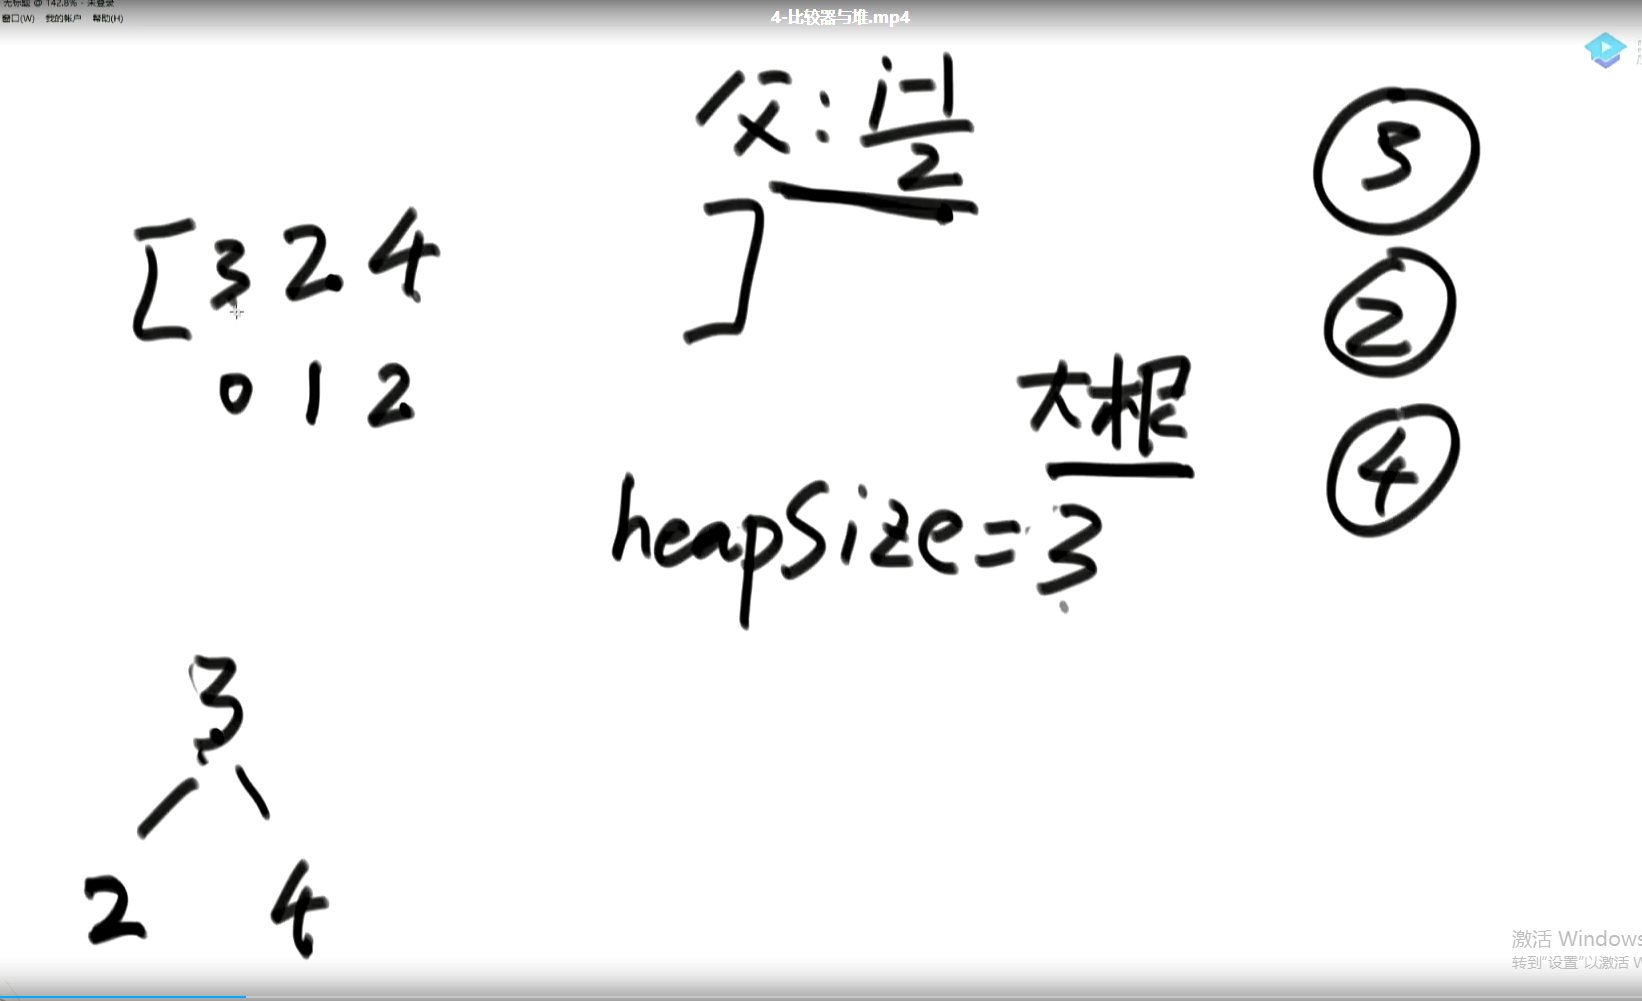 无标题 @ 142.8% - 未登录
窗口(W) 我的帐户 帮助(H)
4-比较器与堆.mp4
父: i-1
2
[3 2 4 ]
0 1 2
大根
heapSize=3
5
2
4
3
2 4
激活 Windows
转到“设置”以激活 W